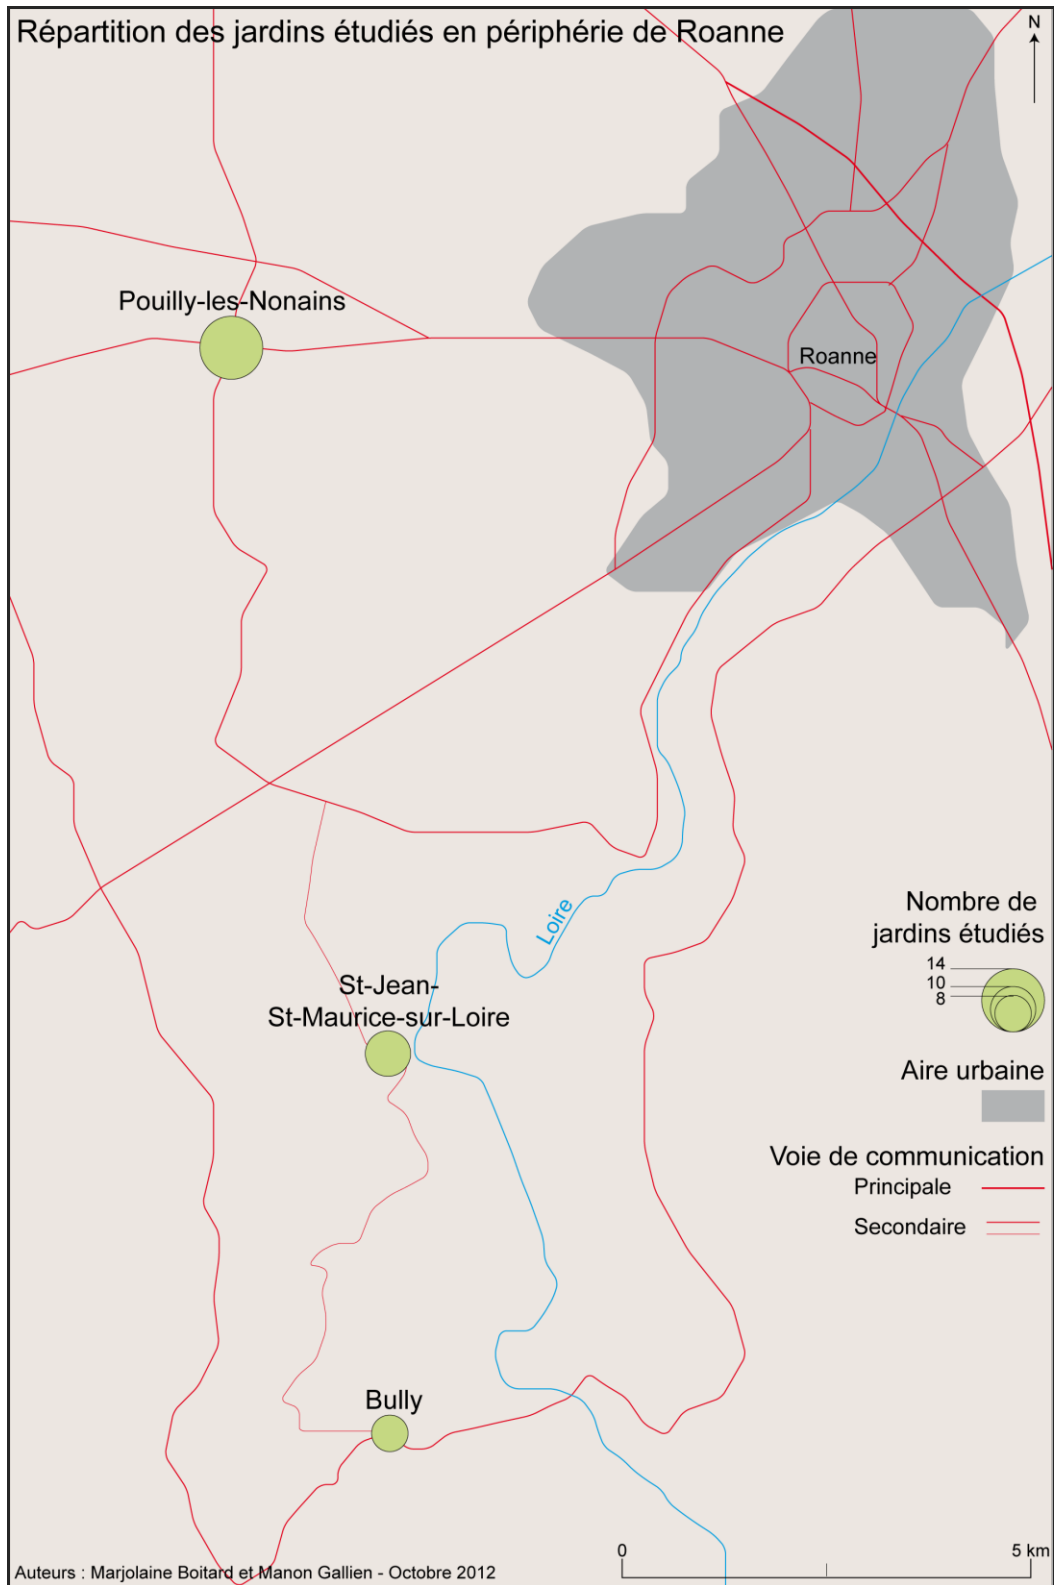 Répartition des jardins étudiés en périphérie de Roanne
N
Pouilly-les-Nonains
Roanne
Loire
St-Jean-
St-Maurice-sur-Loire
Bully
Nombre de
jardins étudiés
14
10
8
Aire urbaine
Voie de communication
Principale
Secondaire
0
5 km
Auteurs : Marjolaine Boitard et Manon Gallien - Octobre 2012